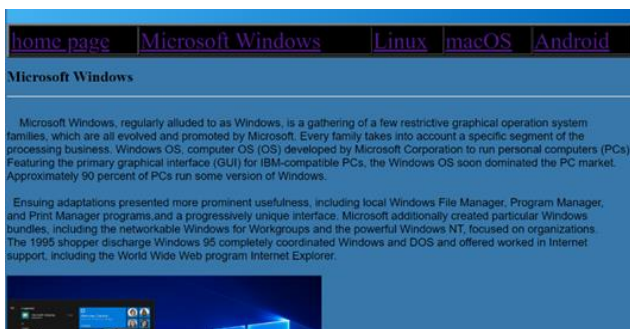 home page Microsoft Windows Linux macOS Android
Microsoft Windows
Microsoft Windows, regularly alluded to as Windows, is a gathering of a few restrictive graphical operation system
families, which are all evolved and promoted by Microsoft. Every family takes into account a specific segment of the
processing business. Windows OS, computer OS (OS) developed by Microsoft Corporation to run personal computers (PCs)
Featuring the primary graphical interface (GUI) for IBM-compatible PCs, the Windows OS soon dominated the PC market.
Approximately 90 percent of PCs run some version of Windows.
Ensuing adaptations presented more prominent usefulness, including local Windows File Manager, Program Manager,
and Print Manager programs,and a progressively unique interface. Microsoft additionally created particular Windows
bundles, including the networkable Windows for Workgroups and the powerful Windows NT, focused on organizations.
The 1995 shopper discharge Windows 95 completely coordinated Windows and DOS and offered worked in Internet
support, including the World Wide Web program Internet Explorer.